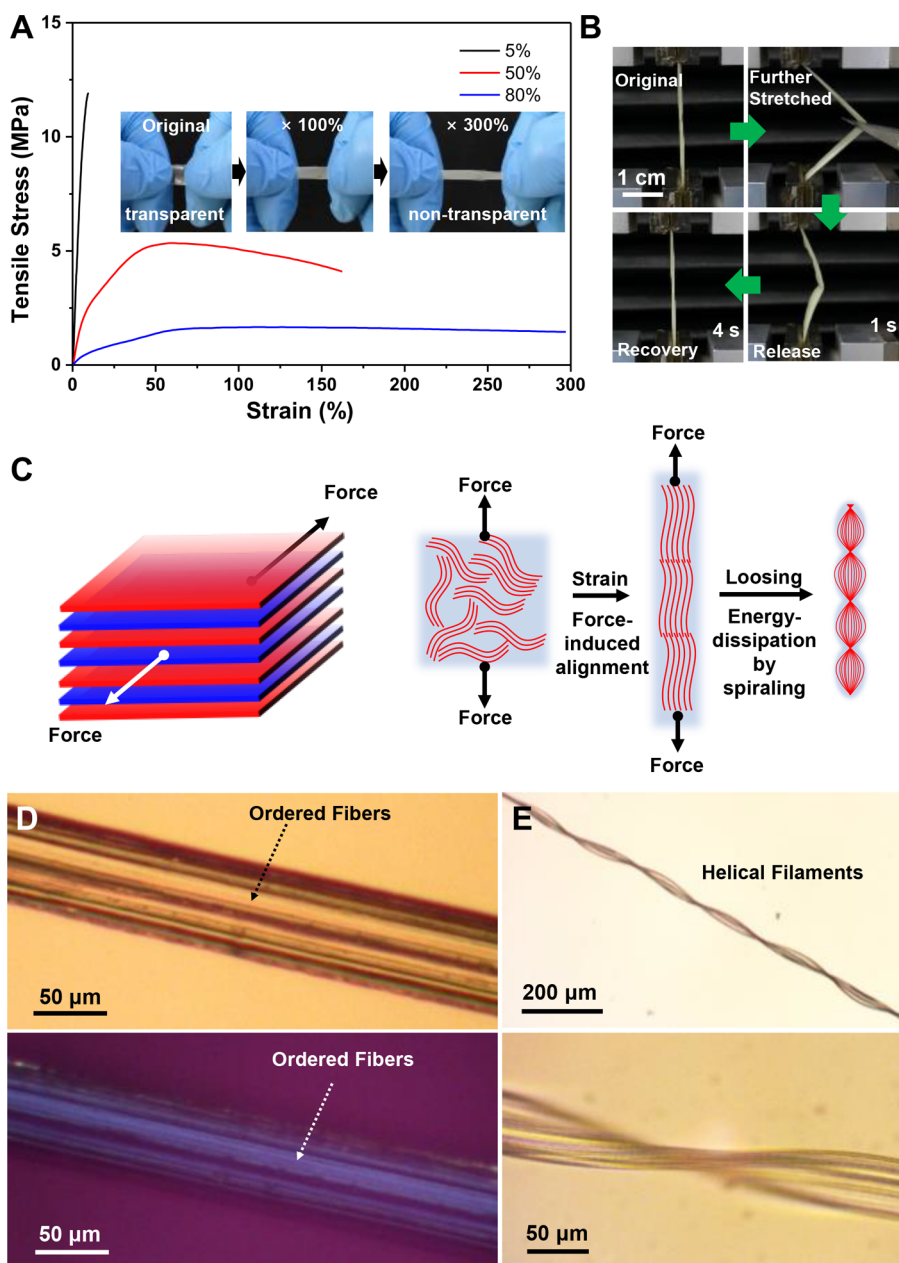 A
15
10
5
0
0
50
100
150
200
250
300
Tensile Stress (MPa)
Strain (%)
5%
50%
80%
Original
× 100%
× 300%
transparent
non-transparent
B
Original
Further
Stretched
1 cm
4 s
Recovery
1 s
Release
C
Force
Force
Force
Force
Strain
Force-
induced
alignment
Force
Force
Loosing
Energy-
dissipation
by
spiraling
D
Ordered Fibers
50 μm
E
Helical Filaments
200 μm
Ordered Fibers
50 μm
50 μm